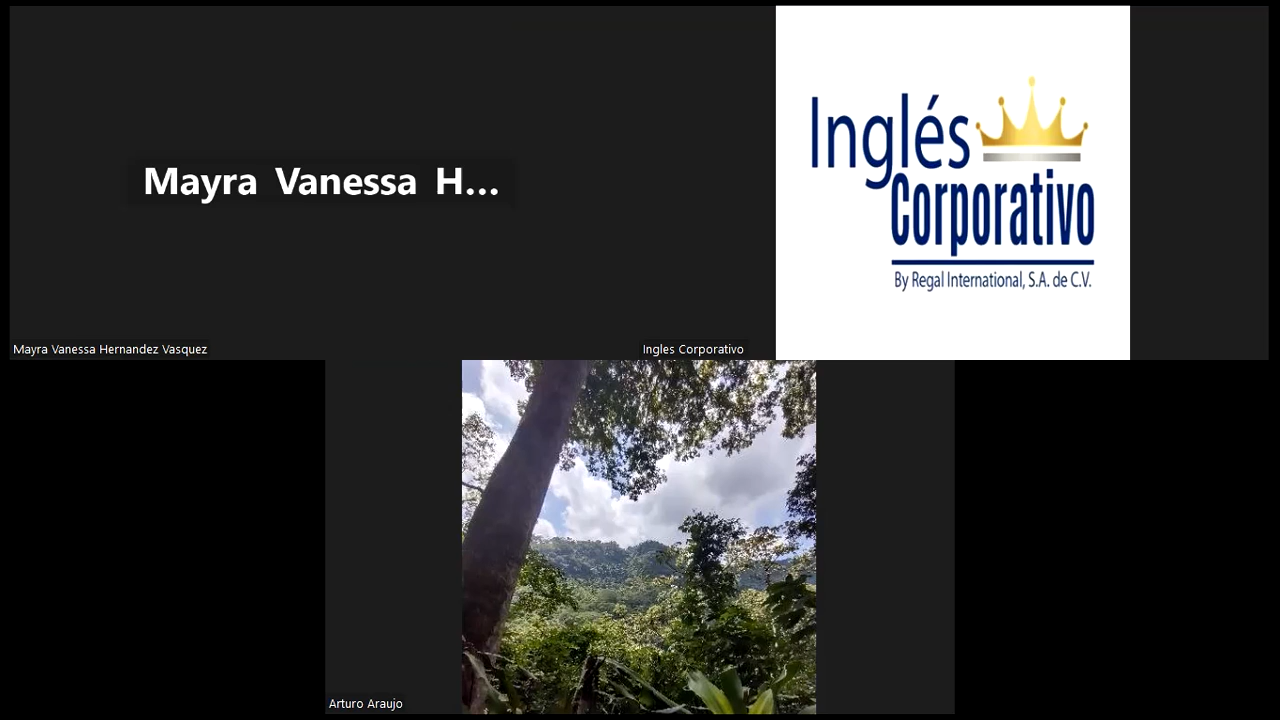 Mayra Vanessa H...
Mayra Vanessa Hernandez Vasquez
Inglés
Corporativo
By Regal International, S.A. de C.V.
Ingles Corporativo
Arturo Araujo